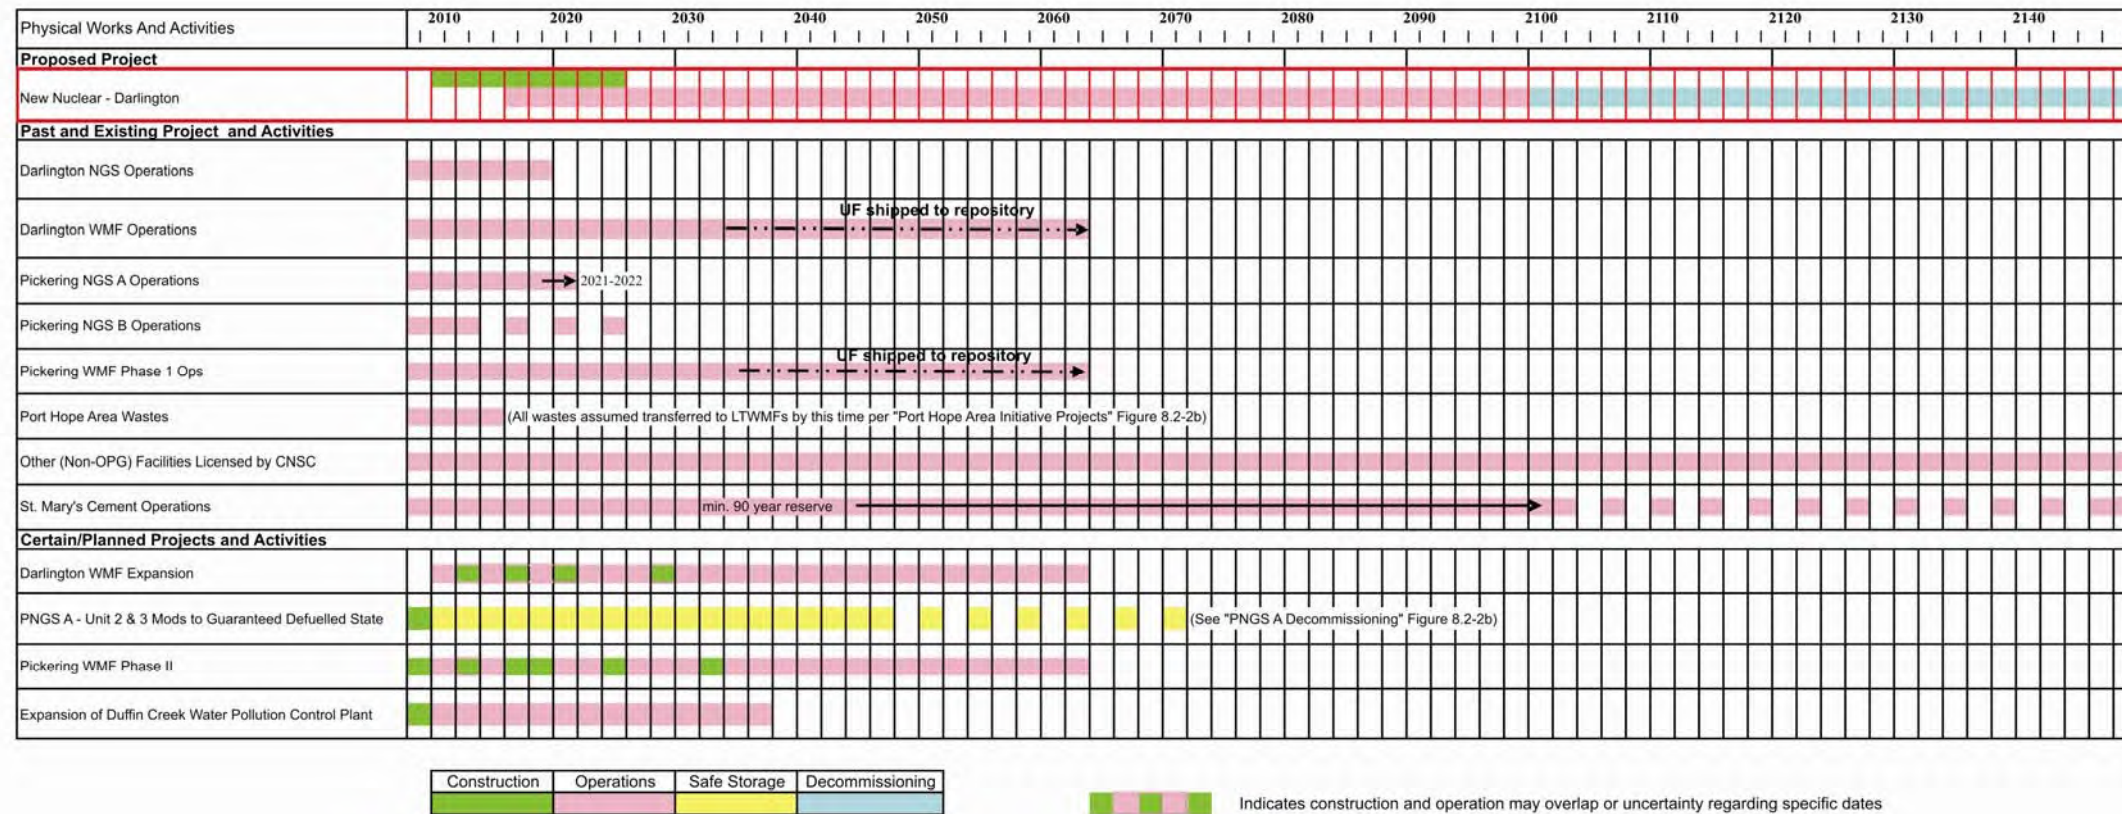 Physical Works And Activities
2010 2020 2030 2040 2050 2060 2070 2080 2090 2100 2110 2120 2130 2140
Proposed Project
New Nuclear - Darlington
Past and Existing Project and Activities
Darlington NGS Operations
Darlington WMF Operations
UF shipped to repository
Pickering NGS A Operations
2021-2022
Pickering NGS B Operations
Pickering WMF Phase 1 Ops
UF shipped to repository
Port Hope Area Wastes
(All wastes assumed transferred to LTWMFs by this time per "Port Hope Area Initiative Projects" Figure 8.2-2b)
Other (Non-OPG) Facilities Licensed by CNSC
St. Mary's Cement Operations
min. 90 year reserve
Certain/Planned Projects and Activities
Darlington WMF Expansion
PNGS A - Unit 2 & 3 Mods to Guaranteed Defuelled State
(See "PNGS A Decommissioning" Figure 8.2-2b)
Pickering WMF Phase II
Expansion of Duffin Creek Water Pollution Control Plant
Construction Operations Safe Storage Decommissioning
Indicates construction and operation may overlap or uncertainty regarding specific dates